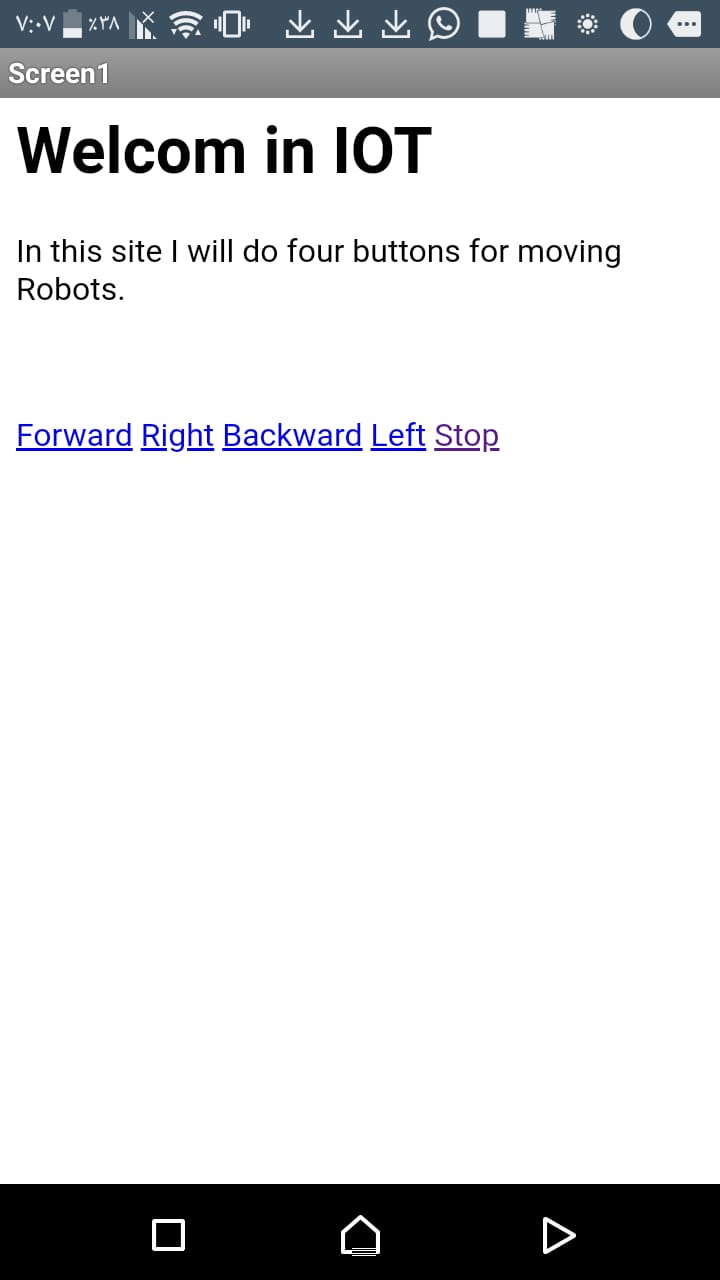 ٧:٠٧ ٪٣٨
Screen1
Welcom in IOT
In this site I will do four buttons for moving
Robots.
Forward Right Backward Left Stop